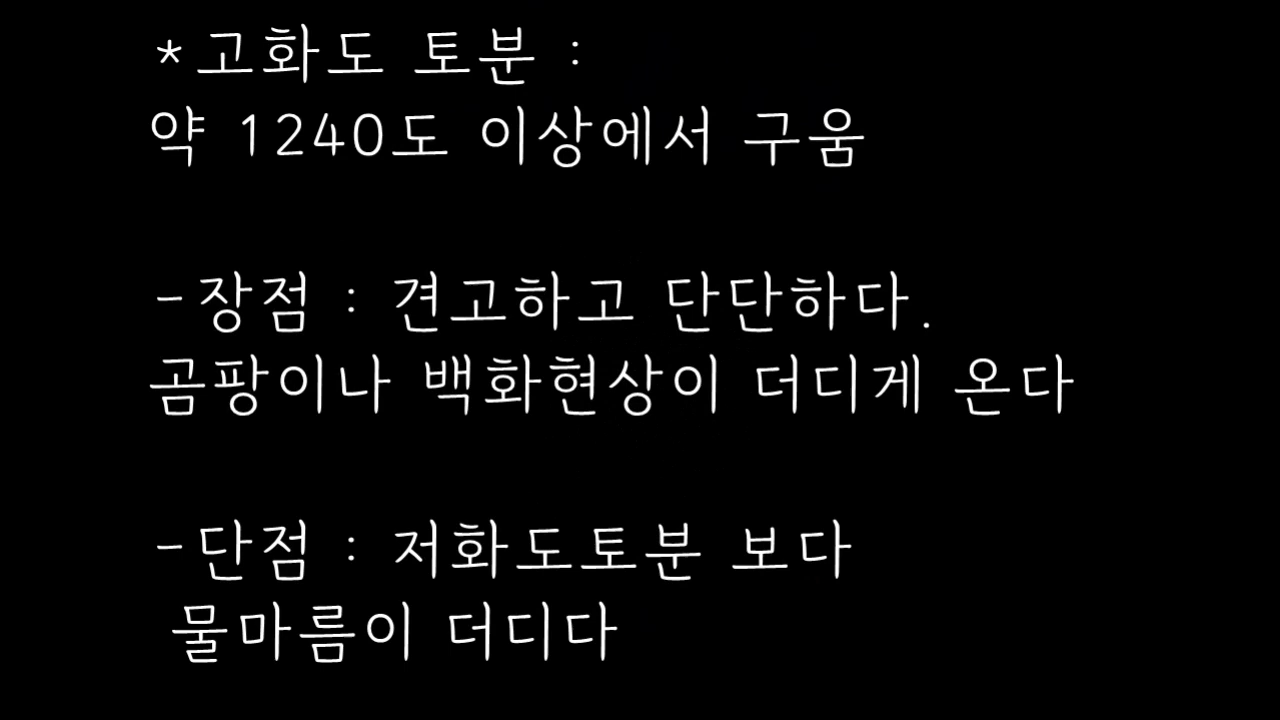 *고화도 토분 :
약 1240도 이상에서 구움
-장점 : 견고하고 단단하다.
곰팡이나 백화현상이 더디게 온다
-단점 : 저화도토분 보다
물마름이 더디다